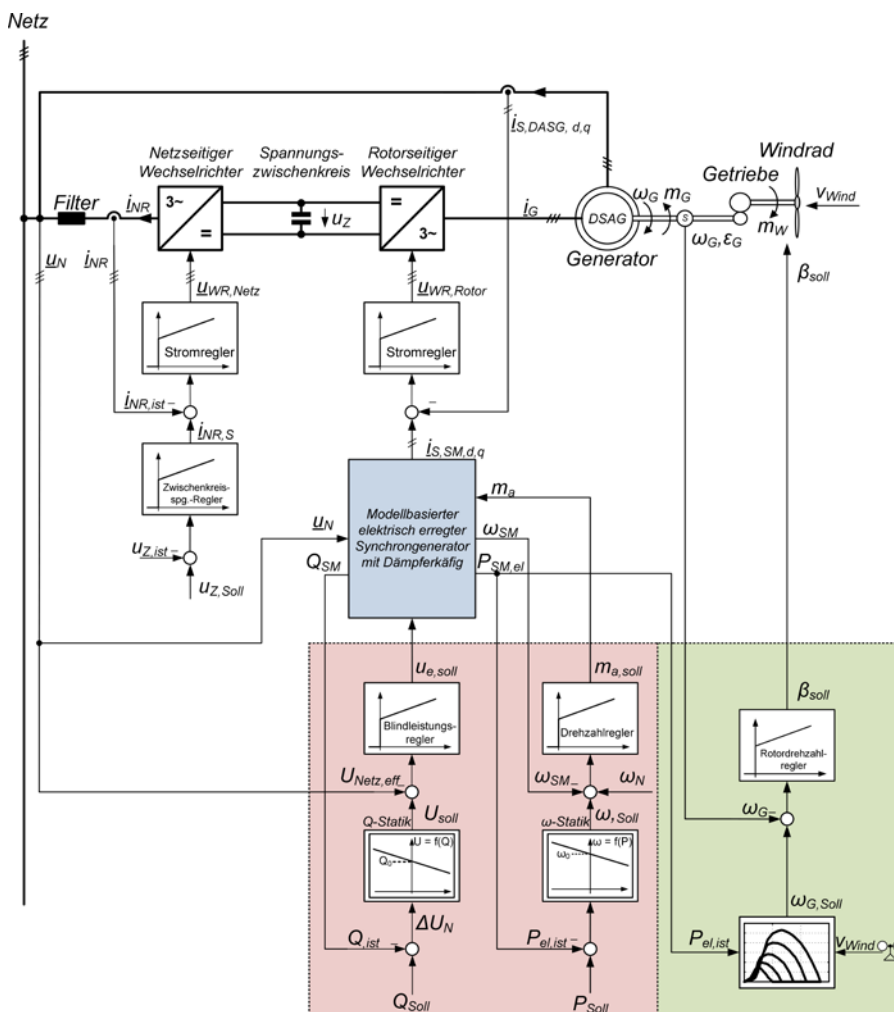 Netz
i_S,DASG, d,q
Netzseitiger
Wechselrichter
Spannungs-
zwischenkreis
Rotorseitiger
Wechselrichter
Windrad
Getriebe
v_Wind
Filter
i_NR
3~
=
u_Z
=
3~
i_G
DSAG
ω_G
m_G
S
m_W
ω_G,ε_G
Generator
u_N
i_NR
β_soll
u_WR,Netz
u_WR,Rotor
Stromregler
Stromregler
i_NR,ist
–
–
i_NR,S
i_S,SM,d,q
Zwischenkreis-
spg.-Regler
Modellbasierter
elektrisch erregter
Synchrongenerator
mit Dämpferkäfig
m_a
u_N
ω_SM
Q_SM
P_SM,el
u_Z,ist
–
u_Z,Soll
u_e,soll
m_a,soll
β_soll
Blindleistungs-
regler
Drehzahlregler
Rotordrehzahl-
regler
U_Netz,eff
–
ω_SM
–
ω_N
ω_G
–
U_soll
ω,Soll
Q-Statik
ω-Statik
U = f(Q)
ω = f(P)
Q_0
ω_0
ω_G,Soll
ΔU_N
Q,ist
–
P_el,ist
–
P_el,ist
v_Wind
Q_Soll
P_Soll